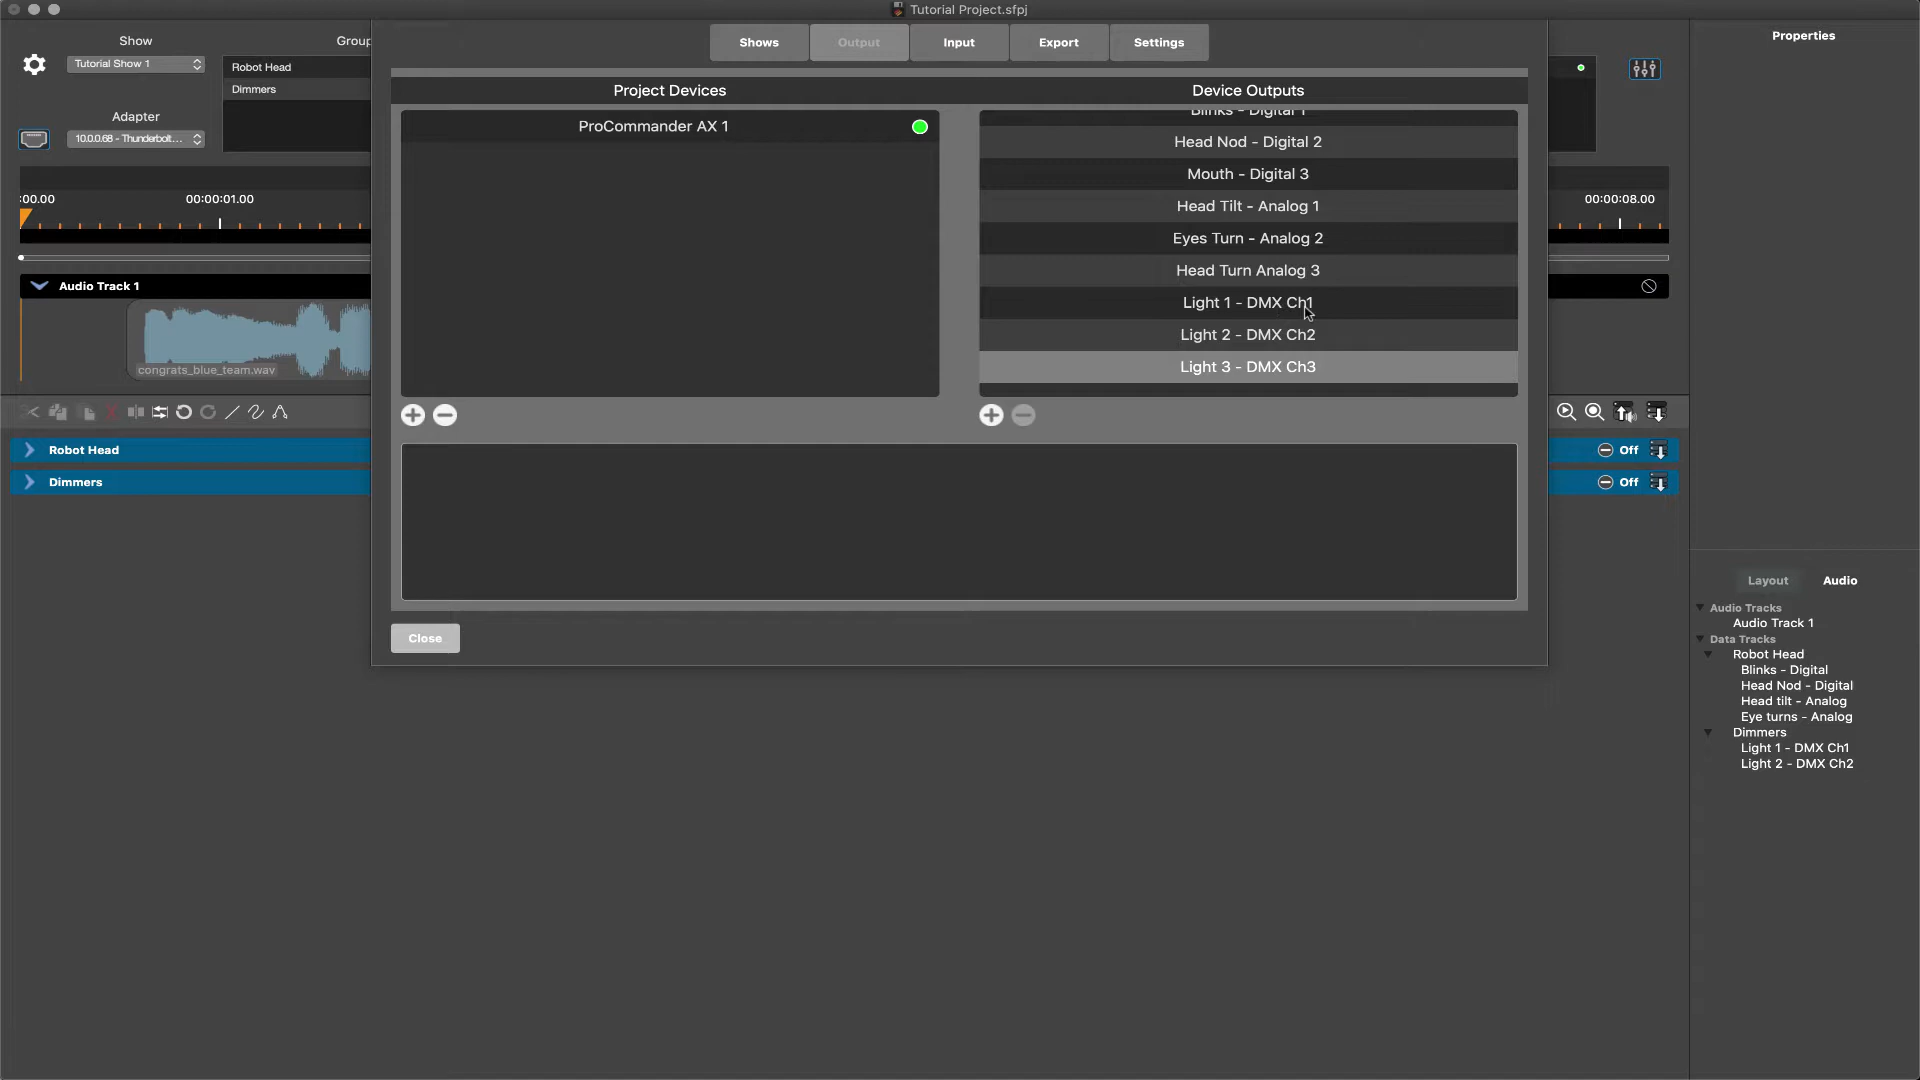 Tutorial Project.sfpj
Shows
Output
Input
Export
Settings
Properties
Show
Tutorial Show 1
Adapter
10.0.0.68 - Thunderbolt...
Group
Robot Head
Dimmers
Project Devices
ProCommander AX 1
Device Outputs
Blinks - Digital 1
Head Nod - Digital 2
Mouth - Digital 3
Head Tilt - Analog 1
Eyes Turn - Analog 2
Head Turn Analog 3
Light 1 - DMX Ch1
Light 2 - DMX Ch2
Light 3 - DMX Ch3
:00.00
00:00:01.00
00:00:08.00
Audio Track 1
congrats_blue_team.wav
Robot Head
Off
Dimmers
Off
Close
Layout
Audio
Audio Tracks
Audio Track 1
Data Tracks
Robot Head
Blinks - Digital
Head Nod - Digital
Head tilt - Analog
Eye turns - Analog
Dimmers
Light 1 - DMX Ch1
Light 2 - DMX Ch2